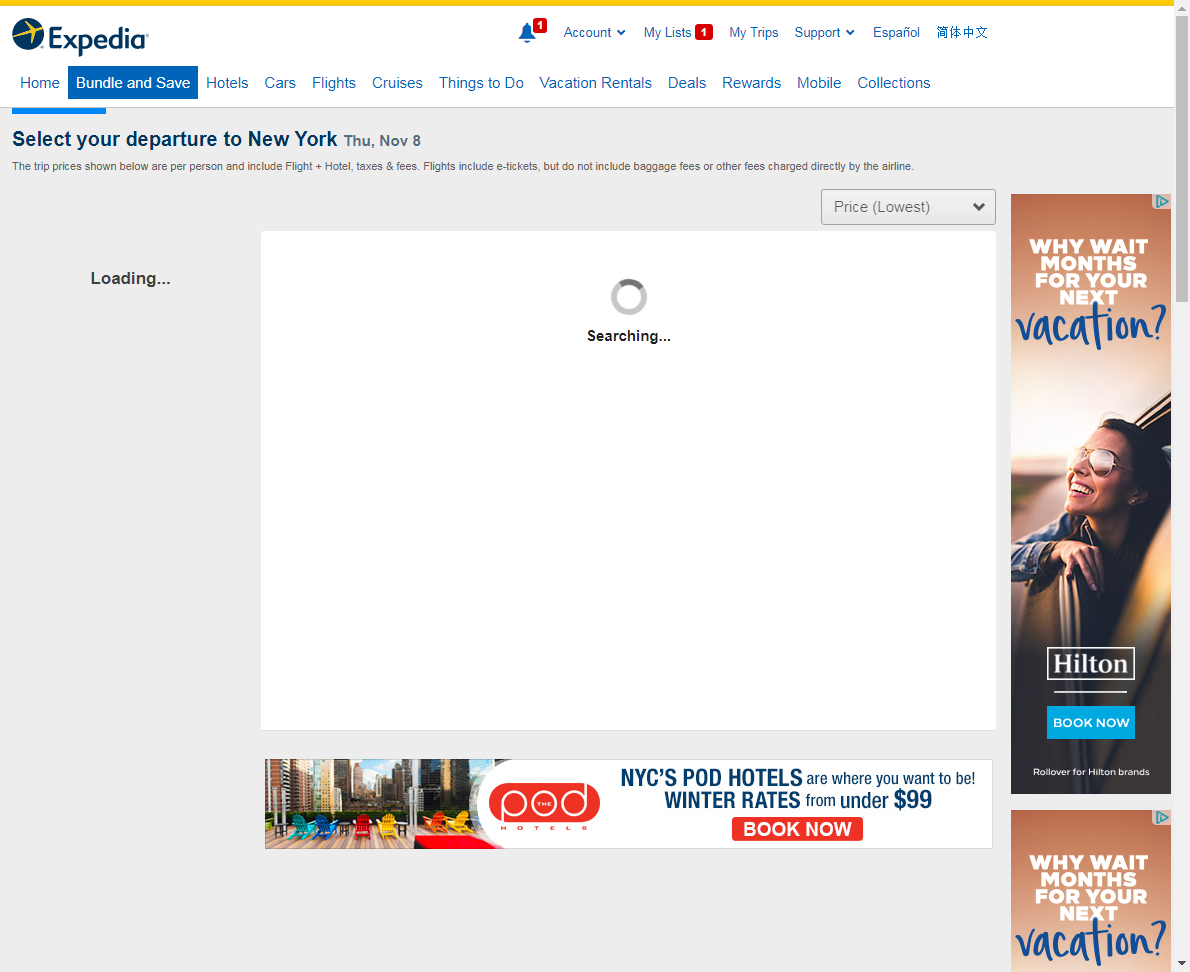 Expedia
1
Account
My Lists 1
My Trips
Support
Español
简体中文
Home
Bundle and Save
Hotels
Cars
Flights
Cruises
Things to Do
Vacation Rentals
Deals
Rewards
Mobile
Collections
Select your departure to New York Thu, Nov 8
The trip prices shown below are per person and include Flight + Hotel, taxes & fees. Flights include e-tickets, but do not include baggage fees or other fees charged directly by the airline.
Price (Lowest)
Loading...
Searching...
WHY WAIT
MONTHS
FOR YOUR
NEXT
vacation?
Hilton
BOOK NOW
Rollover for Hilton brands
THE
pod
HOTELS
NYC'S POD HOTELS are where you want to be!
WINTER RATES from under $99
BOOK NOW
WHY WAIT
MONTHS
FOR YOUR
NEXT
vacation?